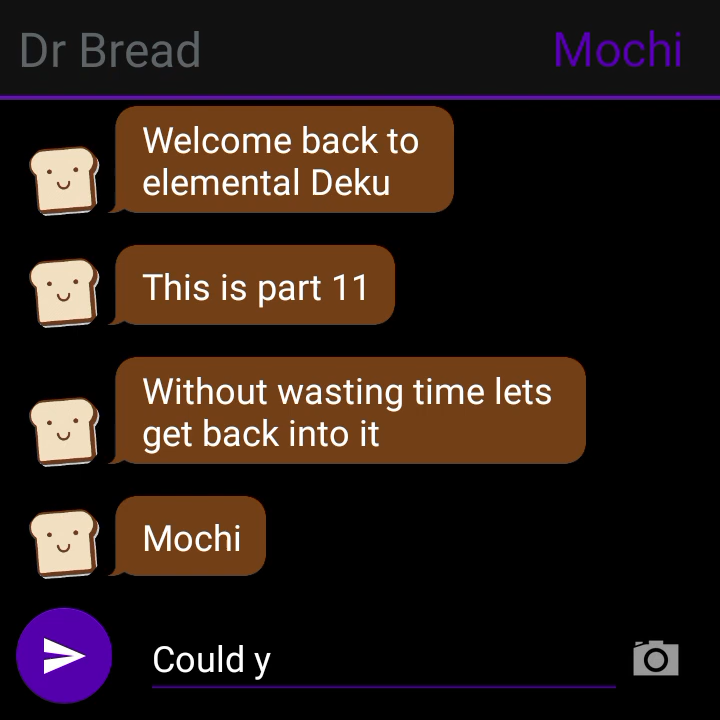 Dr Bread
Mochi
Welcome back to
elemental Deku
This is part 11
Without wasting time lets
get back into it
Mochi
Could y